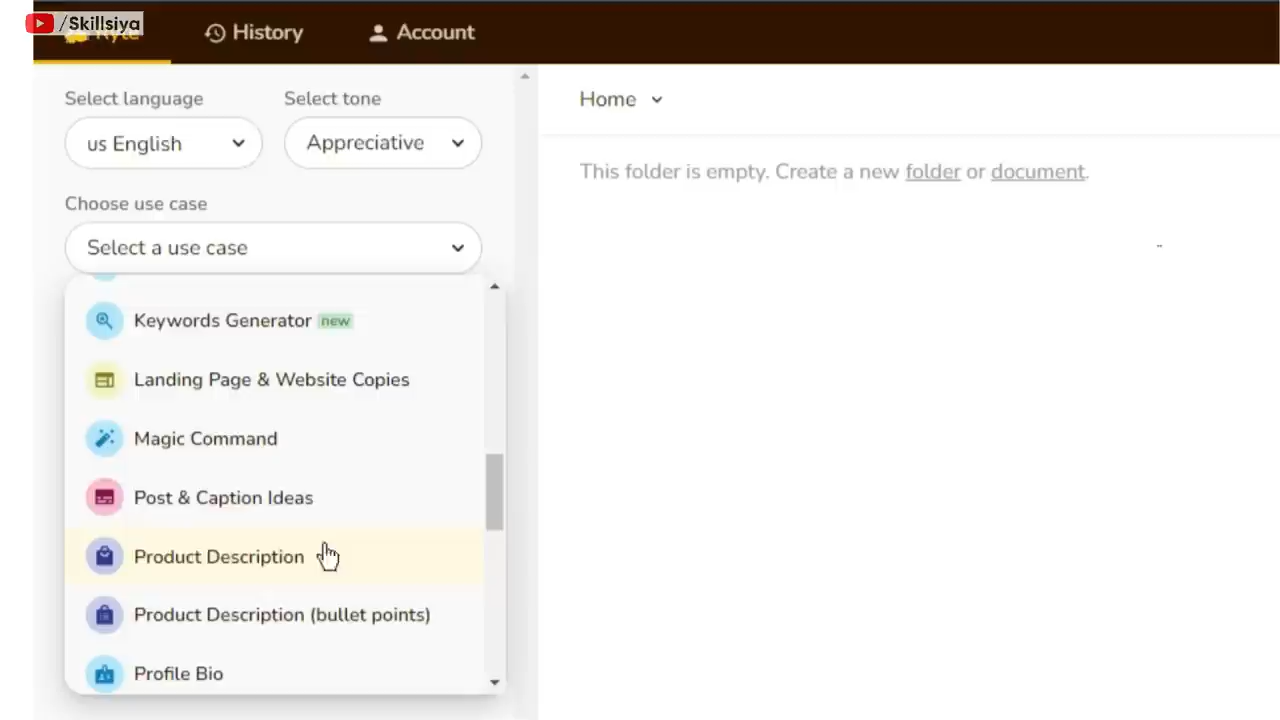 /Skillsiya
Ryte
History
Account
Select language
Select tone
us English
Appreciative
Home
This folder is empty. Create a new folder or document.
Choose use case
Select a use case
Keywords Generator new
Landing Page & Website Copies
Magic Command
Post & Caption Ideas
Product Description
Product Description (bullet points)
Profile Bio